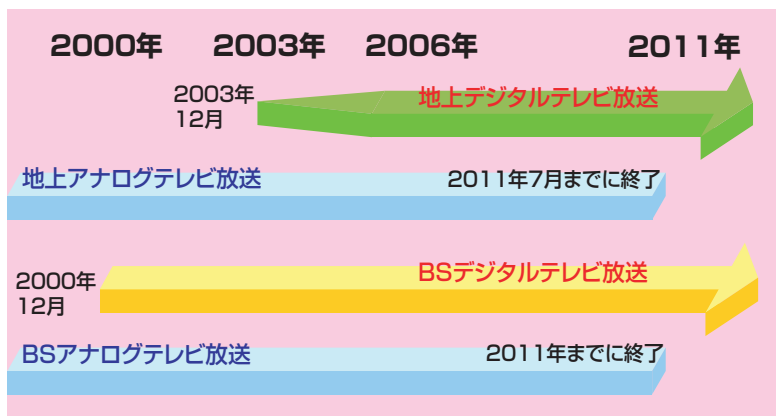 2000年 2003年 2006年 2011年
2003年
12月
地上デジタルテレビ放送
地上アナログテレビ放送 2011年7月までに終了
2000年
12月
BSデジタルテレビ放送
BSアナログテレビ放送 2011年までに終了